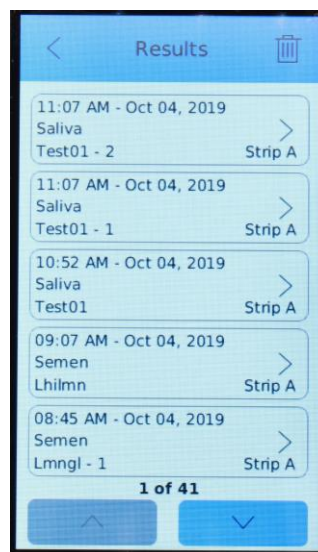 Results
11:07 AM - Oct 04, 2019
Saliva
Test01 - 2 Strip A
11:07 AM - Oct 04, 2019
Saliva
Test01 - 1 Strip A
10:52 AM - Oct 04, 2019
Saliva
Test01 Strip A
09:07 AM - Oct 04, 2019
Semen
Lhilmn Strip A
08:45 AM - Oct 04, 2019
Semen
Lmngl - 1 Strip A
1 of 41